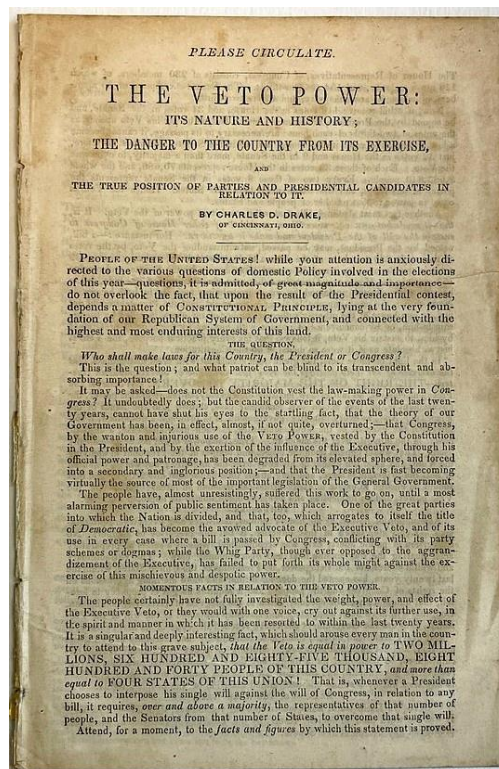 PLEASE CIRCULATE.
THE VETO POWER:
ITS NATURE AND HISTORY;
THE DANGER TO THE COUNTRY FROM ITS EXERCISE,
AND
THE TRUE POSITION OF PARTIES AND PRESIDENTIAL CANDIDATES IN
RELATION TO IT.
BY CHARLES D. DRAKE,
OF CINCINNATI, OHIO.
PEOPLE OF THE UNITED STATES! while your attention is anxiously di-
rected to the various questions of domestic Policy involved in the elections
of this year—questions, it is admitted, of great magnitude and importance—
do not overlook the fact, that upon the result of the Presidential contest,
depends a matter of CONSTITUTIONAL PRINCIPLE, lying at the very foun-
dation of our Republican System of Government, and connected with the
highest and most enduring interests of this land.
THE QUESTION.
Who shall make laws for this Country, the President or Congress?
This is the question; and what patriot can be blind to its transcendent and ab-
sorbing importance!
It may be asked—does not the Constitution vest the law-making power in Con-
gress? It undoubtedly does; but the candid observer of the events of the last twen-
ty years, cannot have shut his eyes to the startling fact, that the theory of our
Government has been, in effect, almost, if not quite, overturned;—that Congress,
by the wanton and injurious use of the VETO POWER, vested by the Constitution
in the President, and by the exertion of the influence of the Executive, through his
official power and patronage, has been degraded from its elevated sphere, and forced
into a secondary and inglorious position;—and that the President is fast becoming
virtually the source of most of the important legislation of the General Government.
The people have, almost unresistingly, suffered this work to go on, until a most
alarming perversion of public sentiment has taken place. One of the great parties
into which the Nation is divided, and that, too, which arrogates to itself the title
of Democratic, has become the avowed advocate of the Executive Veto, and of its
use in every case where a bill is passed by Congress, conflicting with its party
schemes or dogmas; while the Whig Party, though ever opposed to the aggran-
dizement of the Executive, has failed to put forth its whole might against the ex-
ercise of this mischievous and despotic power.
MOMENTOUS FACTS IN RELATION TO THE VETO POWER.
The people certainly have not fully investigated the weight, power, and effect of
the Executive Veto, or they would with one voice, cry out against its further use, in
the spirit and manner in which it has been resorted to within the last twenty years.
It is a singular and deeply interesting fact, which should arouse every man in the coun-
try to attend to this grave subject, that the Veto is equal in power to TWO MIL-
LIONS, SIX HUNDRED AND EIGHTY-FIVE THOUSAND, EIGHT
HUNDRED AND FORTY PEOPLE OF THIS COUNTRY, and more than
equal to FOUR STATES OF THIS UNION! That is, whenever a President
chooses to interpose his single will against the will of Congress, in relation to any
bill, it requires, over and above a majority, the representatives of that number of
people, and the Senators from that number of States, to overcome that single will.
Attend, for a moment, to the facts and figures by which this statement is proved.